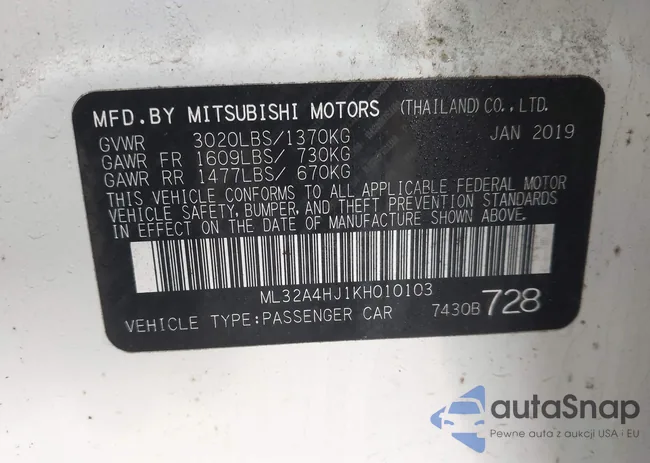 MFD.BY MITSUBISHI MOTORS (THAILAND) CO., LTD.
GVWR 3020LBS/1370KG JAN 2019
GAWR FR 1609LBS/ 730KG
GAWR RR 1477LBS/ 670KG
THIS VEHICLE CONFORMS TO ALL APPLICABLE FEDERAL MOTOR
VEHICLE SAFETY, BUMPER, AND THEFT PREVENTION STANDARDS
IN EFFECT ON THE DATE OF MANUFACTURE SHOWN ABOVE.
ML32A4HJ1KH010103
VEHICLE TYPE:PASSENGER CAR 7430B 728
autaSnap
Pewne auta z aukcji USA i EU